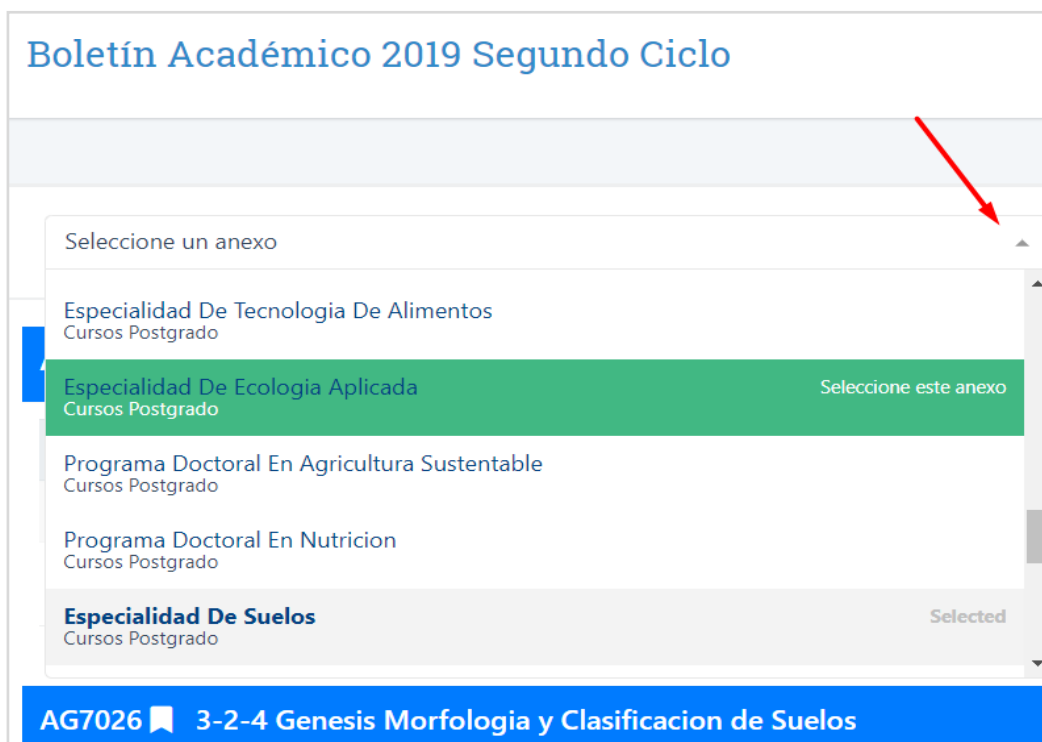 Boletín Académico 2019 Segundo Ciclo
Seleccione un anexo
Especialidad De Tecnologia De Alimentos
Cursos Postgrado
Especialidad De Ecologia Aplicada
Seleccione este anexo
Cursos Postgrado
Programa Doctoral En Agricultura Sustentable
Cursos Postgrado
Programa Doctoral En Nutricion
Cursos Postgrado
Especialidad De Suelos
Selected
Cursos Postgrado
AG7026 3-2-4 Genesis Morfologia y Clasificacion de Suelos